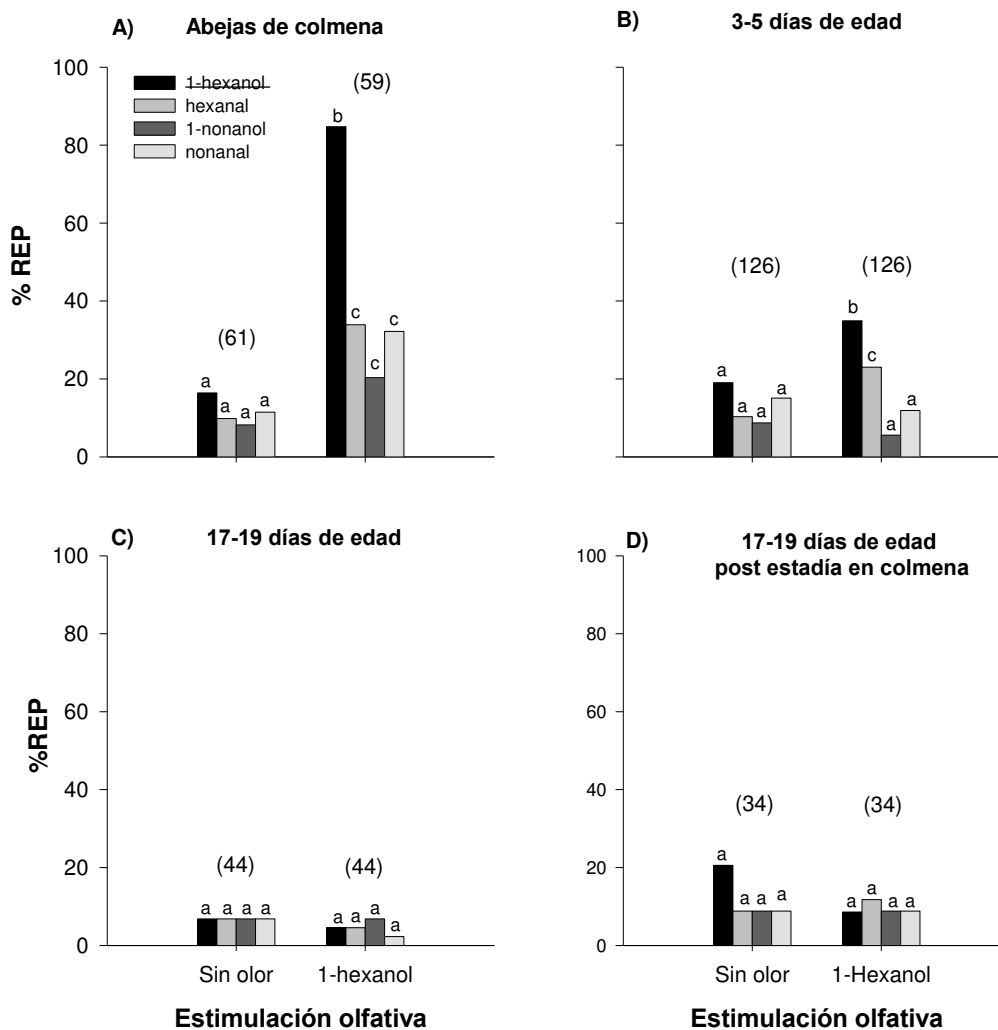 A) Abejas de colmena
100
80
60
40
20
0
% REP
1-hexanol
hexanal
1-nonanol
nonanal
(61)
a a a a
(59)
b c c c
B) 3-5 días de edad
(126)
a a a a
(126)
b c a a
C) 17-19 días de edad
100
80
60
40
20
0
%REP
(44)
a a a a
(44)
a a a a
Sin olor 1-hexanol
Estimulación olfativa
D) 17-19 días de edad
post estadía en colmena
100
80
60
40
20
0
(34)
a a a a
(34)
a a a a
Sin olor 1-Hexanol
Estimulación olfativa